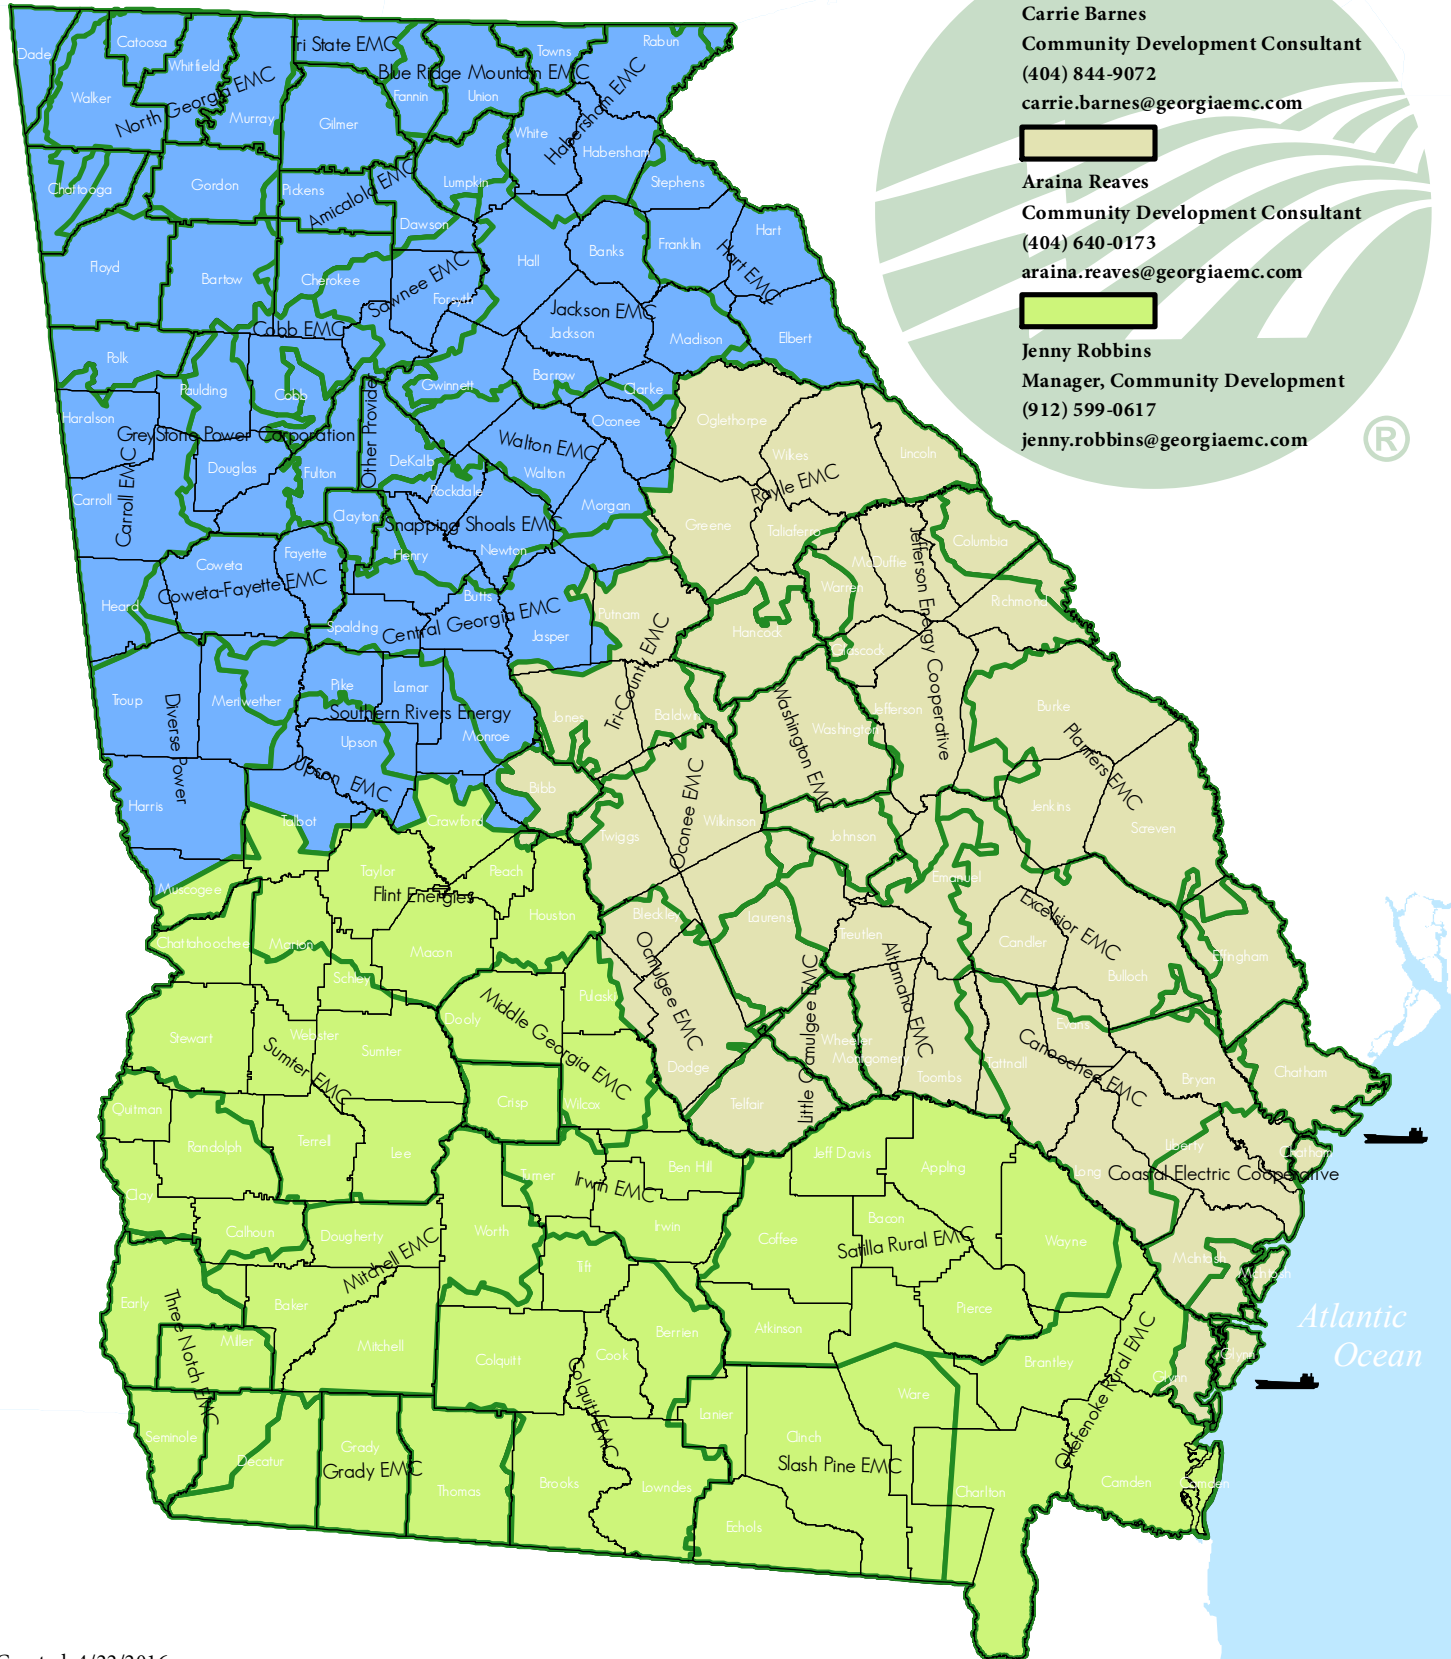 Carrie Barnes
Community Development Consultant
(404) 844-9072
carrie.barnes@georgiaemc.com
Araina Reaves
Community Development Consultant
(404) 640-0173
araina.reaves@georgiaemc.com
Jenny Robbins
Manager, Community Development
(912) 599-0617
jenny.robbins@georgiaemc.com
®
Dade
Catoosa
Whitfield
Walker
North Georgia EMC
Murray
Tri State EMC
Blue Ridge Mountain EMC
Fannin
Union
Towns
Rabun
Gilmer
White
Habersham EMC
Habersham
Stephens
Chattooga
Gordon
Pickens
Amicalola EMC
Lumpkin
Dawson
Floyd
Bartow
Cherokee
Sawnee EMC
Forsyth
Hall
Banks
Franklin
Hart
Hart EMC
Cobb EMC
Jackson EMC
Jackson
Madison
Elbert
Polk
Paulding
Cobb
Gwinnett
Barrow
Clarke
Haralson
GreyStone Power Corporation
Other Provider
Oconee
Oglethorpe
Carroll EMC
Carroll
Douglas
Fulton
DeKalb
Walton EMC
Walton
Rockdale
Wilkes
Lincoln
Rayle EMC
Clayton
Snapping Shoals EMC
Morgan
Greene
Taliaferro
Columbia
Coweta
Fayette
Henry
Newton
McDuffie
Jefferson Energy Cooperative
Coweta-Fayette EMC
Heard
Butts
Spalding
Central Georgia EMC
Jasper
Putnam
Warren
Richmond
Hancock
Glascock
Troup
Diverse Power
Meriwether
Pike
Lamar
Southern Rivers Energy
Monroe
Upson
Upson EMC
Jones
Tri-County EMC
Baldwin
Washington EMC
Washington
Jefferson
Burke
Planters EMC
Harris
Talbot
Crawford
Bibb
Twiggs
Oconee EMC
Wilkinson
Johnson
Jenkins
Screven
Muscogee
Taylor
Flint Energies
Peach
Houston
Bleckley
Laurens
Emanuel
Treutlen
Candler
Excelsior EMC
Bulloch
Effingham
Chattahoochee
Marion
Macon
Schley
Pulaski
Ocmulgee EMC
Little Ocmulgee EMC
Altamaha EMC
Stewart
Webster
Sumter EMC
Sumter
Dooly
Middle Georgia EMC
Dodge
Wheeler
Montgomery
Toombs
Tattnall
Evans
Canoochee EMC
Bryan
Chatham
Quitman
Crisp
Wilcox
Telfair
Randolph
Terrell
Lee
Turner
Irwin EMC
Ben Hill
Jeff Davis
Appling
Long
Liberty
Chatham
Coastal Electric Cooperative
Clay
Calhoun
Dougherty
Worth
Irwin
Coffee
Bacon
Satilla Rural EMC
Wayne
McIntosh
McIntosh
Mitchell EMC
Tift
Early
Three Notch EMC
Baker
Miller
Mitchell
Colquitt
Cook
Berrien
Atkinson
Pierce
Brantley
Okefenoke Rural EMC
Glynn
Glynn
Atlantic
Ocean
Colquitt EMC
Lanier
Ware
Clinch
Slash Pine EMC
Seminole
Decatur
Grady
Grady EMC
Thomas
Brooks
Lowndes
Echols
Charlton
Camden
Camden